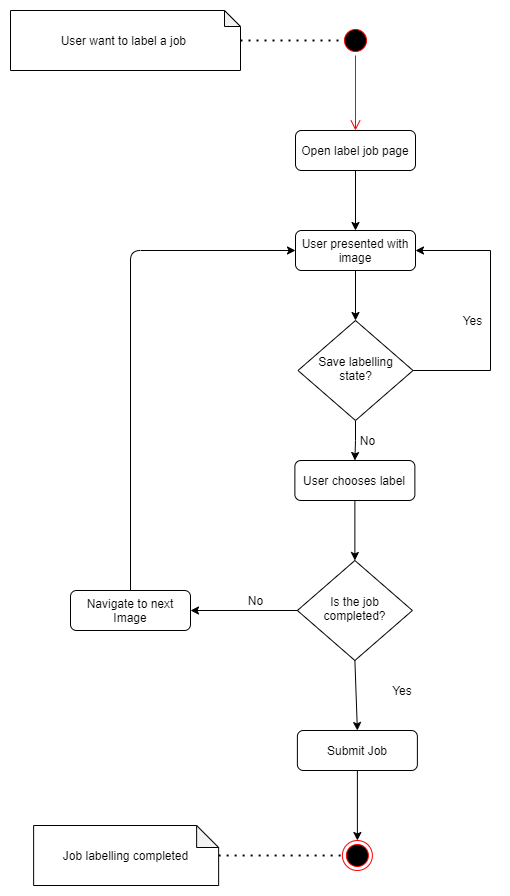 User want to label a job
Open label job page
User presented with
image
Yes
Save labelling
state?
No
User chooses label
Is the job
completed?
No
Navigate to next
Image
Yes
Submit Job
Job labelling completed